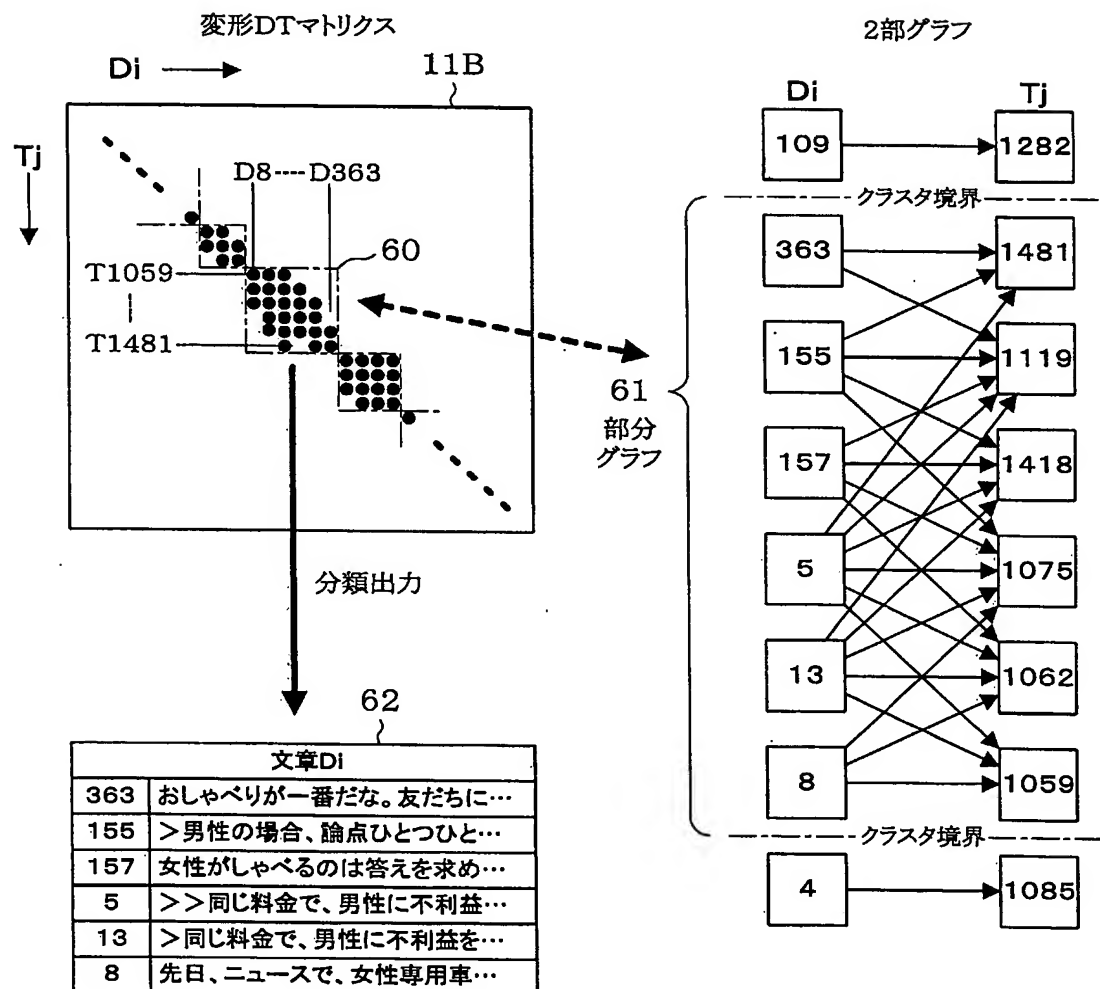 変形DTマトリクス
Di
11B
Tj
D8 ---- D363
60
T1059
T1481
分類出力
62
文章Di
363 おしゃべりが一番だな。友だちに…
155 >男性の場合、論点ひとつひと…
157 女性がしゃべるのは答えを求め…
5 >>同じ料金で、男性に不利益…
13 >同じ料金で、男性に不利益を…
8 先日、ニュースで、女性専用車…
2部グラフ
Di Tj
109 1282
クラスタ境界
363 1481
155 1119
61
部分
グラフ
157 1418
5 1075
13 1062
8 1059
クラスタ境界
4 1085